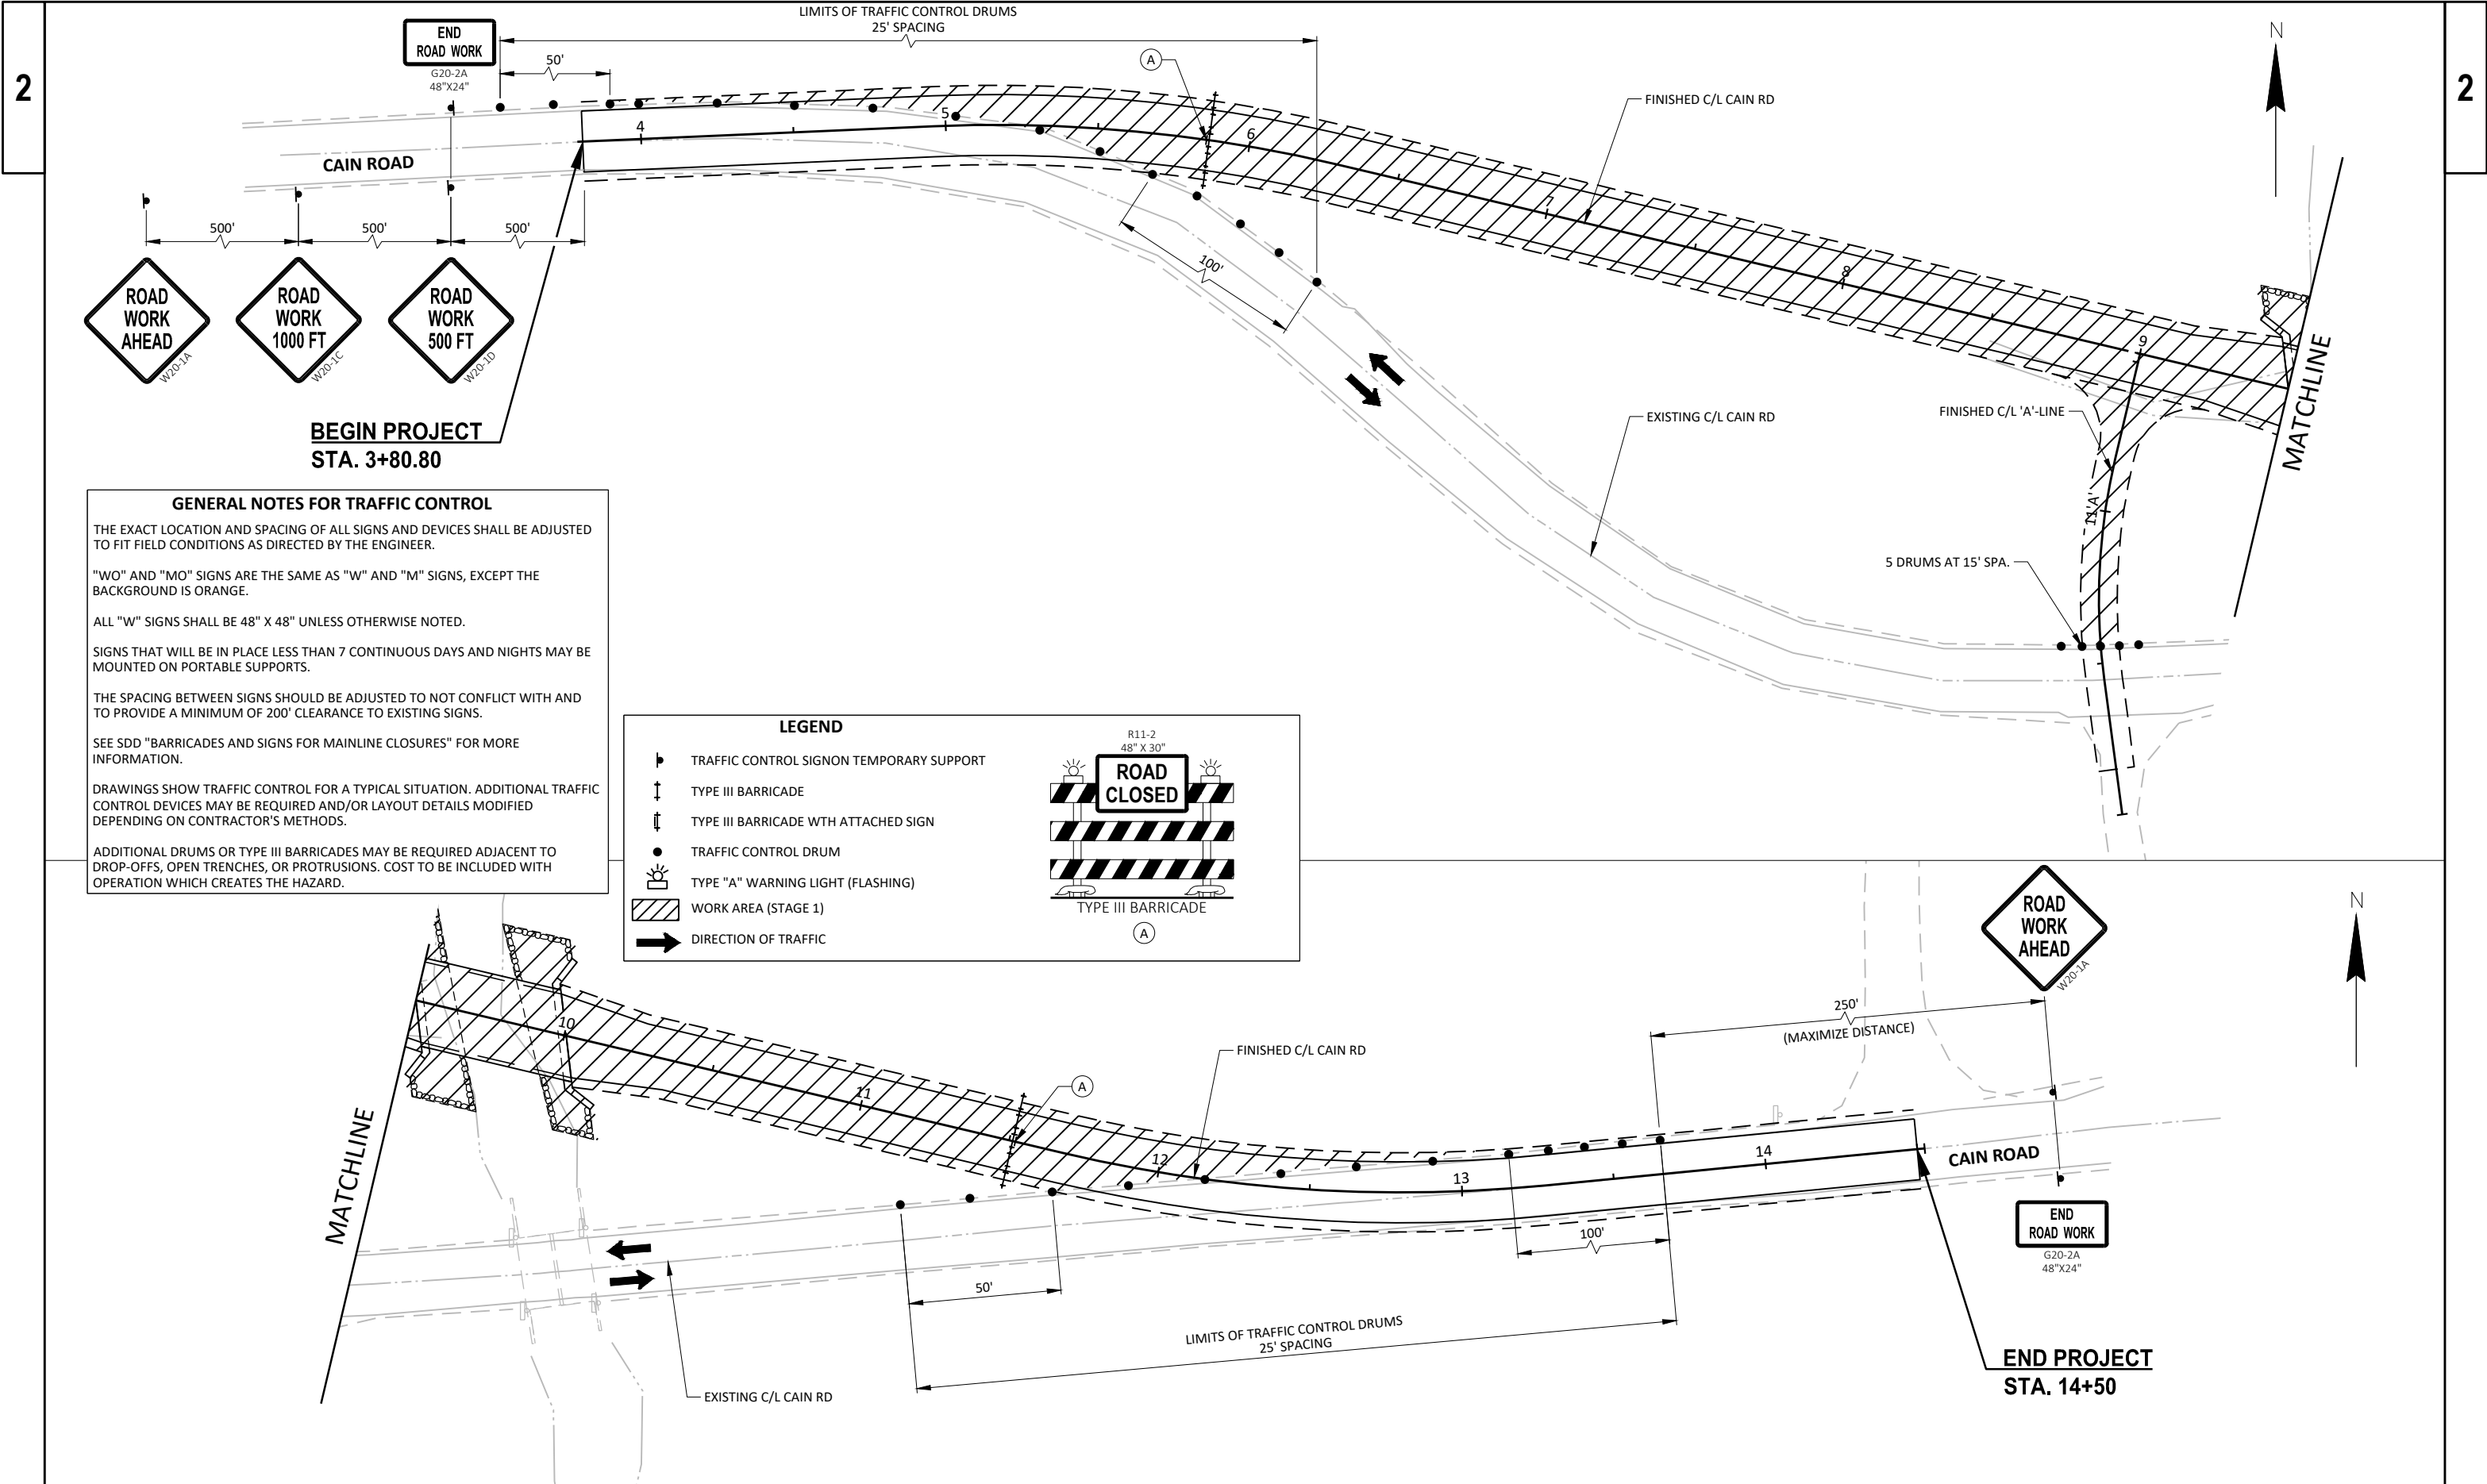 2
2
LIMITS OF TRAFFIC CONTROL DRUMS
25' SPACING
END
ROAD WORK
G20-2A
48"X24"
50'
A
N
FINISHED C/L CAIN RD
4
5
6
7
8
9
CAIN ROAD
500'
500'
500'
100'
ROAD
WORK
AHEAD
W20-1A
ROAD
WORK
1000 FT
W20-1C
ROAD
WORK
500 FT
W20-1D
BEGIN PROJECT
STA. 3+80.80
EXISTING C/L CAIN RD
FINISHED C/L 'A'-LINE
MATCHLINE
11'A'
5 DRUMS AT 15' SPA.
GENERAL NOTES FOR TRAFFIC CONTROL
THE EXACT LOCATION AND SPACING OF ALL SIGNS AND DEVICES SHALL BE ADJUSTED
TO FIT FIELD CONDITIONS AS DIRECTED BY THE ENGINEER.
"WO" AND "MO" SIGNS ARE THE SAME AS "W" AND "M" SIGNS, EXCEPT THE
BACKGROUND IS ORANGE.
ALL "W" SIGNS SHALL BE 48" X 48" UNLESS OTHERWISE NOTED.
SIGNS THAT WILL BE IN PLACE LESS THAN 7 CONTINUOUS DAYS AND NIGHTS MAY BE
MOUNTED ON PORTABLE SUPPORTS.
THE SPACING BETWEEN SIGNS SHOULD BE ADJUSTED TO NOT CONFLICT WITH AND
TO PROVIDE A MINIMUM OF 200' CLEARANCE TO EXISTING SIGNS.
SEE SDD "BARRICADES AND SIGNS FOR MAINLINE CLOSURES" FOR MORE
INFORMATION.
DRAWINGS SHOW TRAFFIC CONTROL FOR A TYPICAL SITUATION. ADDITIONAL TRAFFIC
CONTROL DEVICES MAY BE REQUIRED AND/OR LAYOUT DETAILS MODIFIED
DEPENDING ON CONTRACTOR'S METHODS.
ADDITIONAL DRUMS OR TYPE III BARRICADES MAY BE REQUIRED ADJACENT TO
DROP-OFFS, OPEN TRENCHES, OR PROTRUSIONS. COST TO BE INCLUDED WITH
OPERATION WHICH CREATES THE HAZARD.
LEGEND
TRAFFIC CONTROL SIGNON TEMPORARY SUPPORT
TYPE III BARRICADE
TYPE III BARRICADE WTH ATTACHED SIGN
TRAFFIC CONTROL DRUM
TYPE "A" WARNING LIGHT (FLASHING)
WORK AREA (STAGE 1)
DIRECTION OF TRAFFIC
R11-2
48" X 30"
ROAD
CLOSED
TYPE III BARRICADE
A
MATCHLINE
10
11
12
13
14
A
FINISHED C/L CAIN RD
ROAD
WORK
AHEAD
W20-1A
N
250'
(MAXIMIZE DISTANCE)
CAIN ROAD
END
ROAD WORK
G20-2A
48"X24"
100'
50'
LIMITS OF TRAFFIC CONTROL DRUMS
25' SPACING
EXISTING C/L CAIN RD
END PROJECT
STA. 14+50